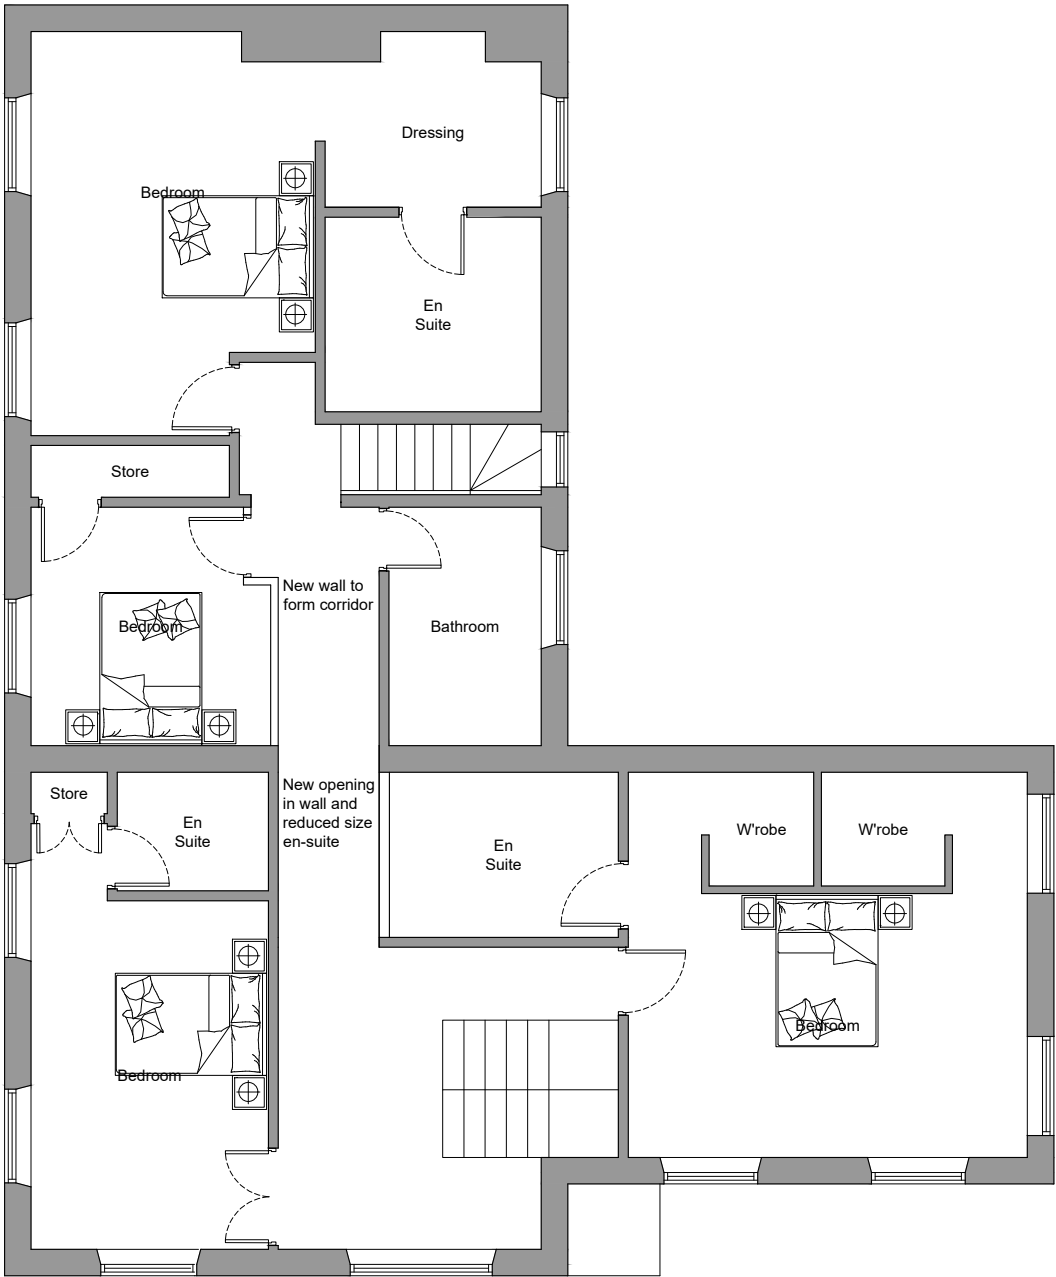 Dressing
Bedroom
En
Suite
Store
New wall to
form corridor
Bedroom
Bathroom
New opening
in wall and
reduced size
en-suite
Store
En
Suite
En
Suite
W'robe
W'robe
Bedroom
Bedroom